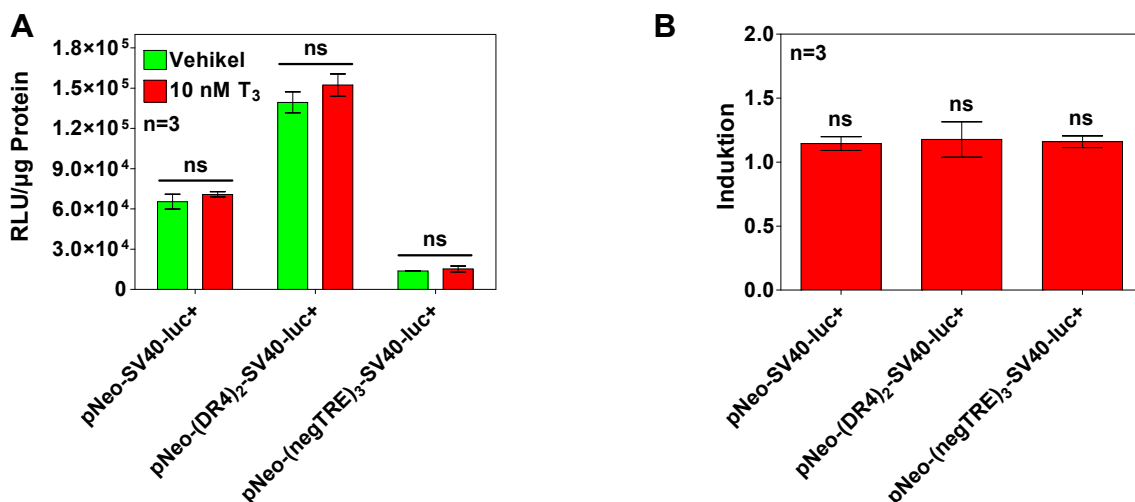 A
RLU/µg Protein
1.8×10⁵
1.5×10⁵
1.2×10⁵
9.0×10⁴
6.0×10⁴
3.0×10⁴
0
Vehikel
10 nM T₃
n=3
ns
ns
ns
pNeo-SV40-luc+
pNeo-(DR4)₂-SV40-luc+
pNeo-(negTRE)₃-SV40-luc+
B
Induktion
2.0
1.5
1.0
0.5
0.0
n=3
ns
ns
ns
pNeo-SV40-luc+
pNeo-(DR4)₂-SV40-luc+
pNeo-(negTRE)₃-SV40-luc+